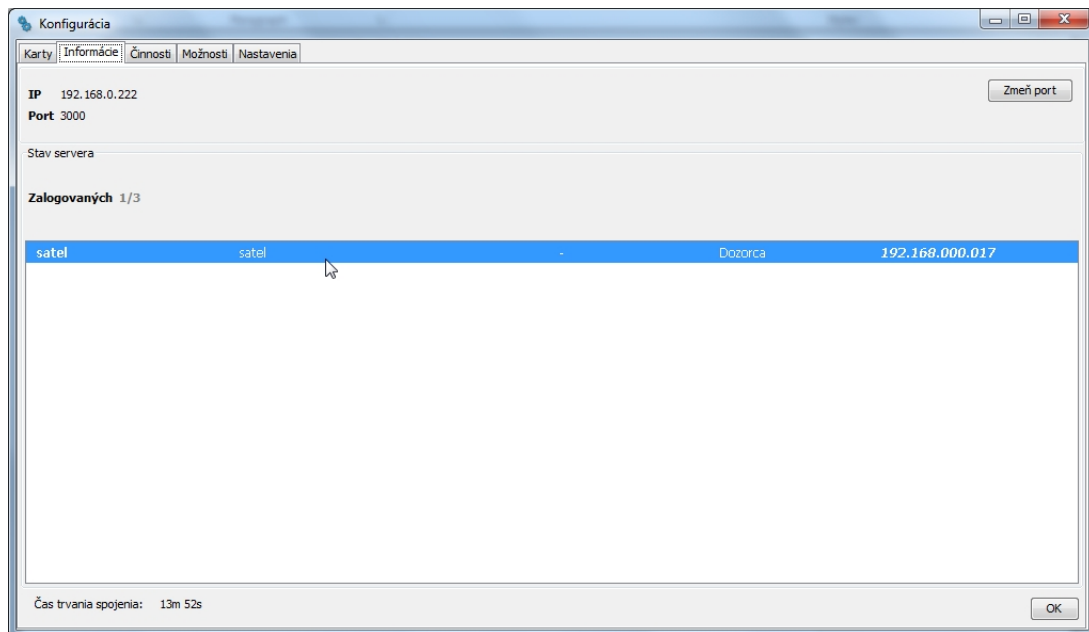 Konfigurácia
Karty Informácie Činnosti Možnosti Nastavenia
IP 192.168.0.222 Zmeň port
Port 3000
Stav servera
Zalogovaných 1/3
satel satel - Dozorca 192.168.000.017
Čas trvania spojenia: 13m 52s OK